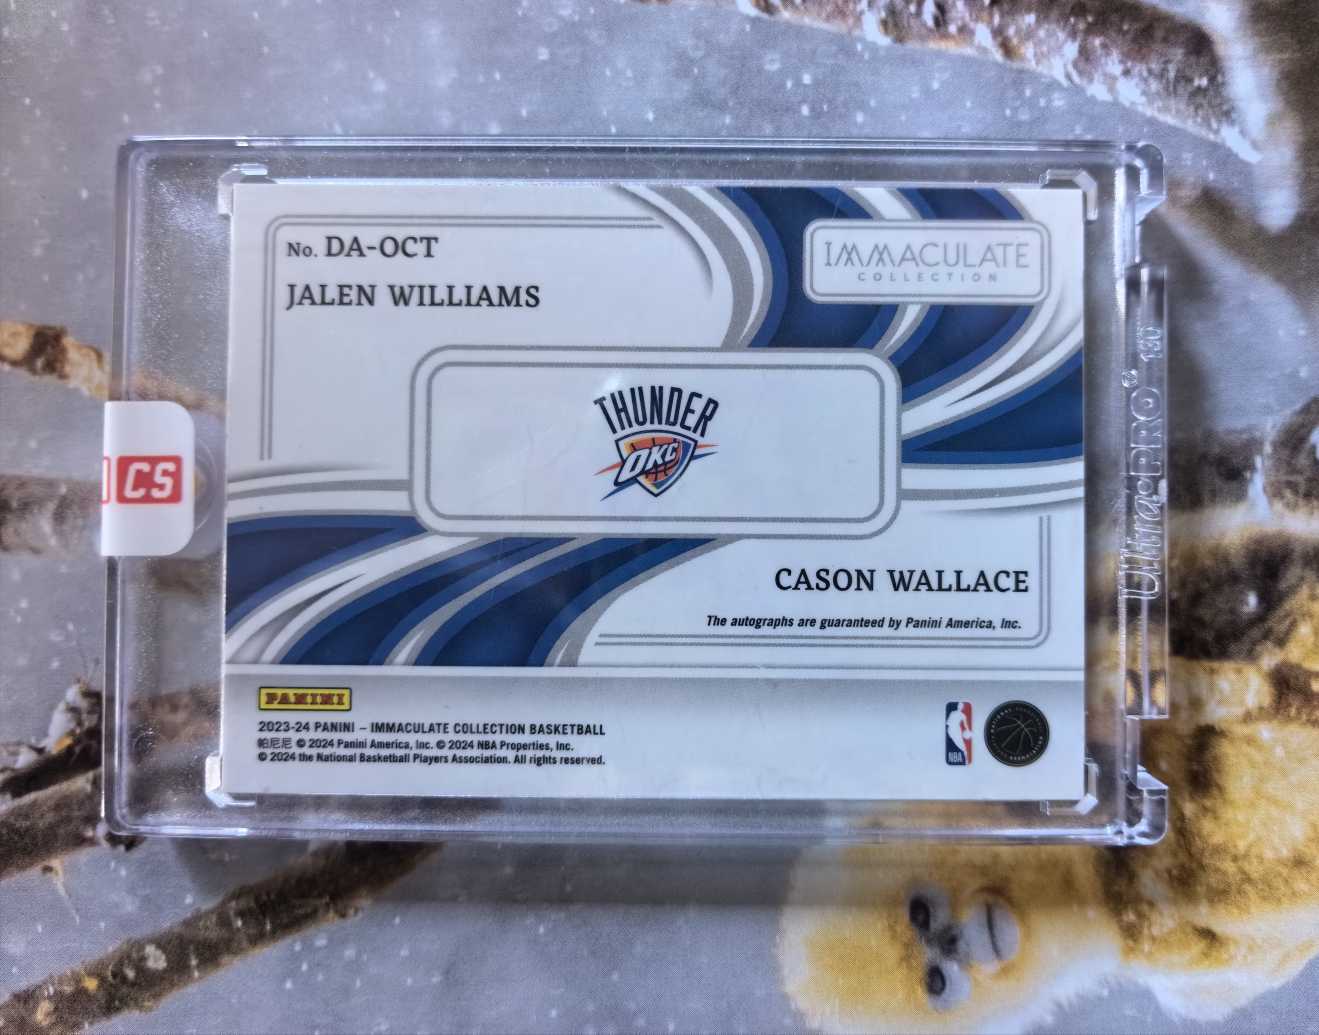 No. DA-OCT
JALEN WILLIAMS
IMMACULATE
COLLECTION
THUNDER
OKC
CS
UltraPRO® 130
CASON WALLACE
The autographs are guaranteed by Panini America, Inc.
PANINI
2023-24 PANINI – IMMACULATE COLLECTION BASKETBALL
帕尼尼 © 2024 Panini America, Inc. © 2024 NBA Properties, Inc.
© 2024 the National Basketball Players Association. All rights reserved.
NBA